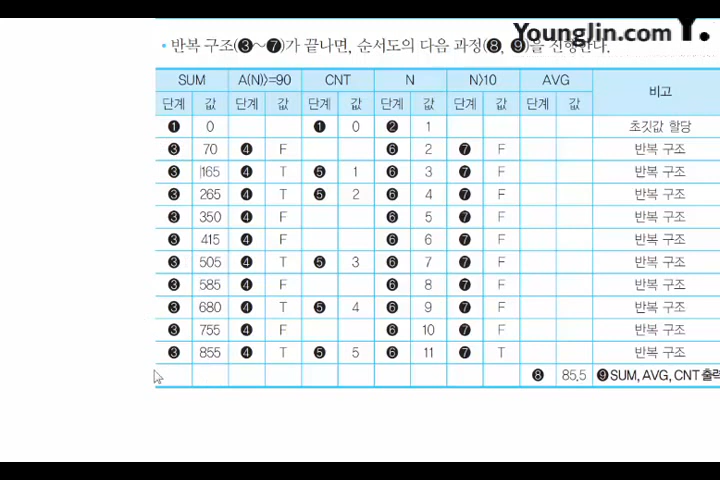 Youngjin.com Y.
• 반복 구조(❸~❼)가 끝나면, 순서도의 다음 과정(❽, ❾)을 진행한다.
SUM A(N)>=90 CNT N N>10 AVG 비고
단계 값 단계 값 단계 값 단계 값 단계 값 단계 값
❶ 0 ❶ 0 ❷ 1 초깃값 할당
❸ 70 ❹ F ❻ 2 ❼ F 반복 구조
❸ 165 ❹ T ❺ 1 ❻ 3 ❼ F 반복 구조
❸ 265 ❹ T ❺ 2 ❻ 4 ❼ F 반복 구조
❸ 350 ❹ F ❻ 5 ❼ F 반복 구조
❸ 415 ❹ F ❻ 6 ❼ F 반복 구조
❸ 505 ❹ T ❺ 3 ❻ 7 ❼ F 반복 구조
❸ 585 ❹ F ❻ 8 ❼ F 반복 구조
❸ 680 ❹ T ❺ 4 ❻ 9 ❼ F 반복 구조
❸ 755 ❹ F ❻ 10 ❼ F 반복 구조
❸ 855 ❹ T ❺ 5 ❻ 11 ❼ T 반복 구조
❽ 85.5 ❾ SUM, AVG, CNT 출력